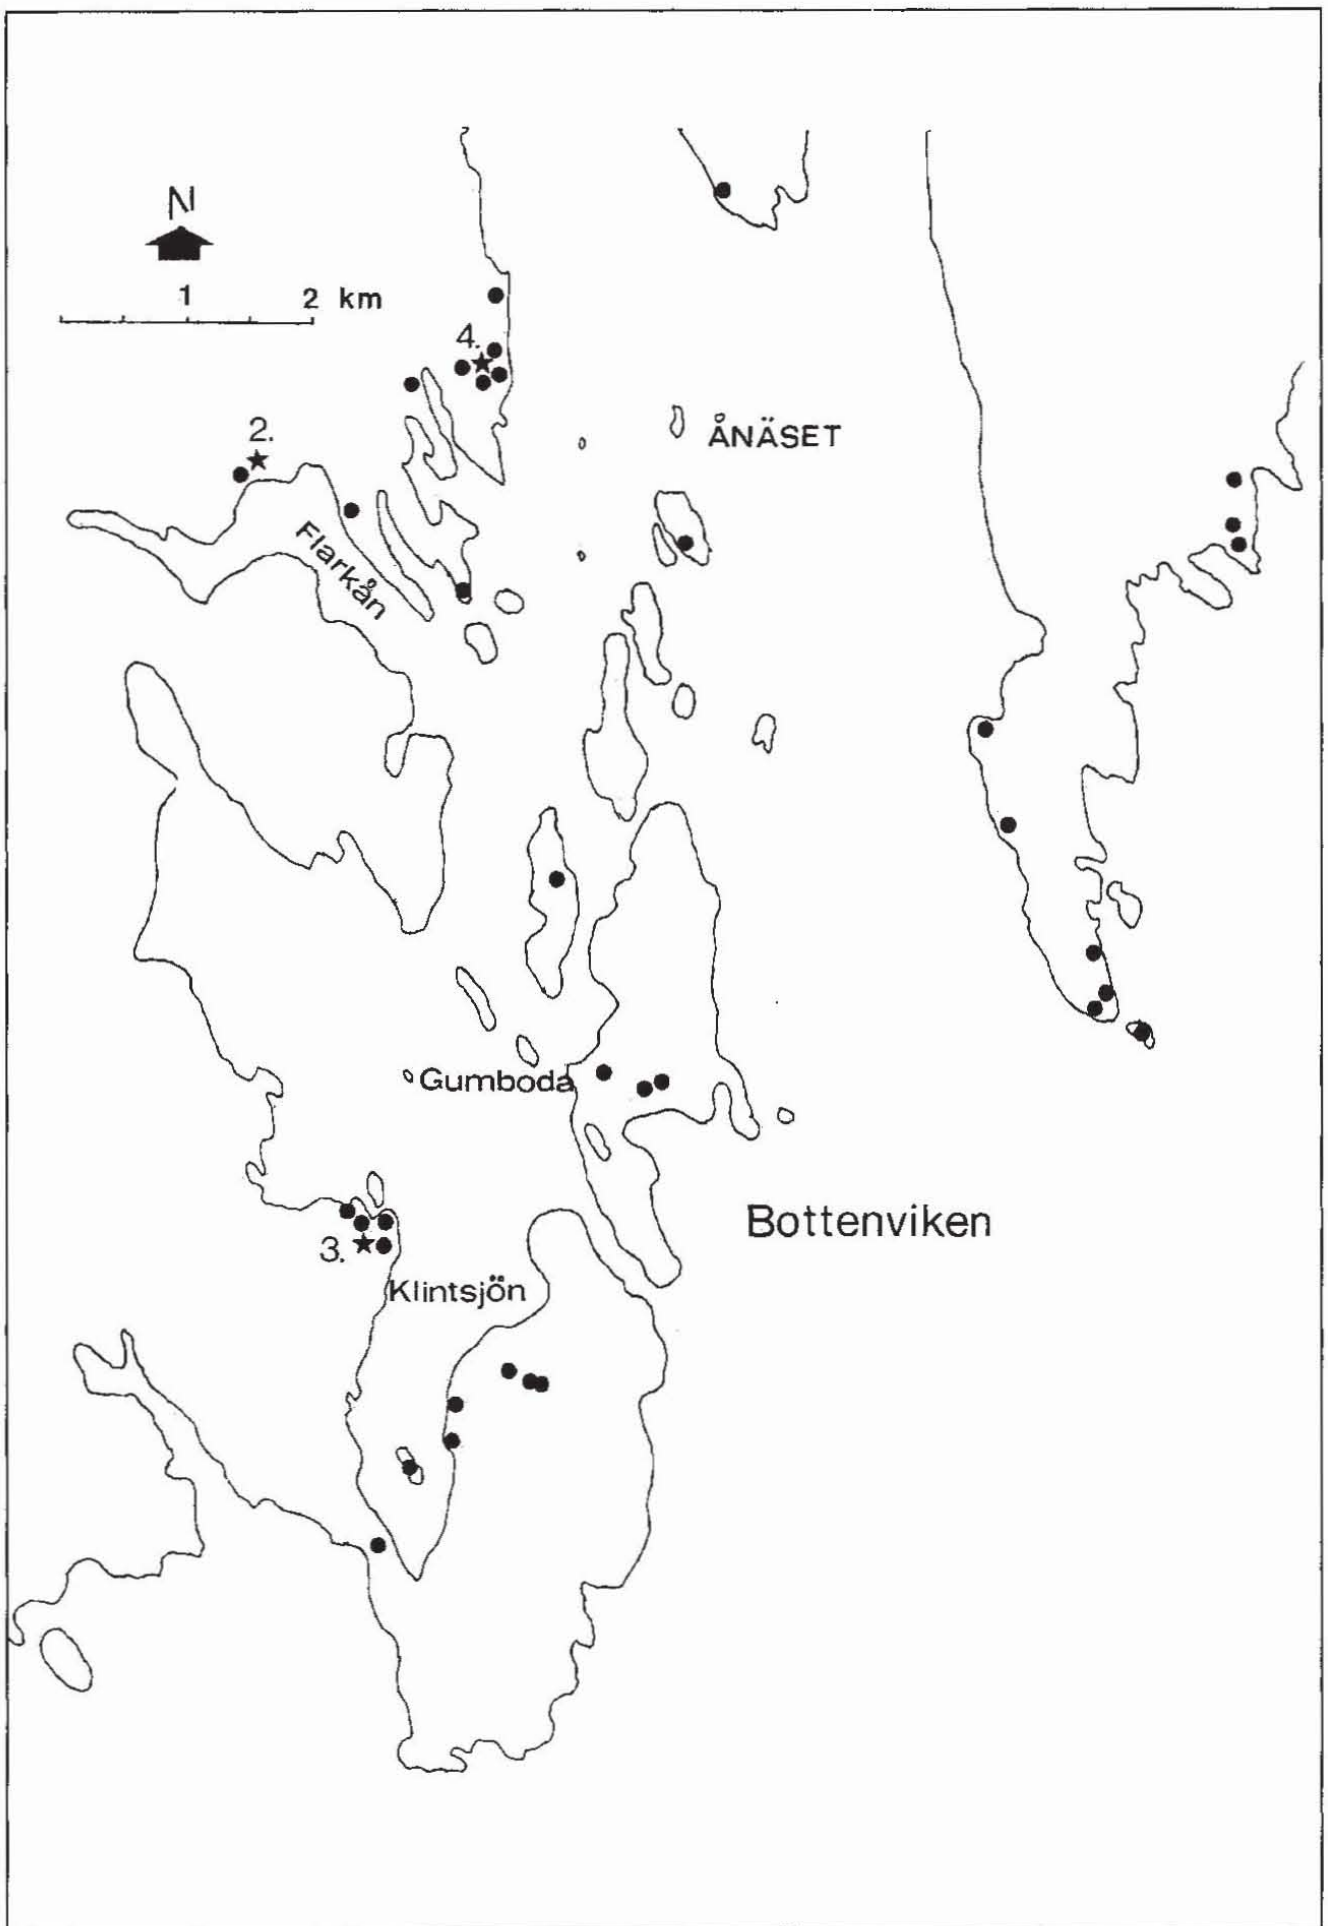 N
1 2 km
4.
2.
ÅNÄSET
Flarkån
Gumboda
Bottenviken
3.
Klintsjön